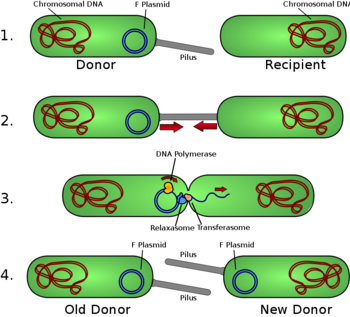 Chromosomal DNA
F Plasmid
Chromosomal DNA
1.
Pilus
Donor
Recipient
2.
DNA Polymerase
3.
Relaxasome
Transferasome
F Plasmid
F Plasmid
4.
Pilus
Pilus
Old Donor
New Donor